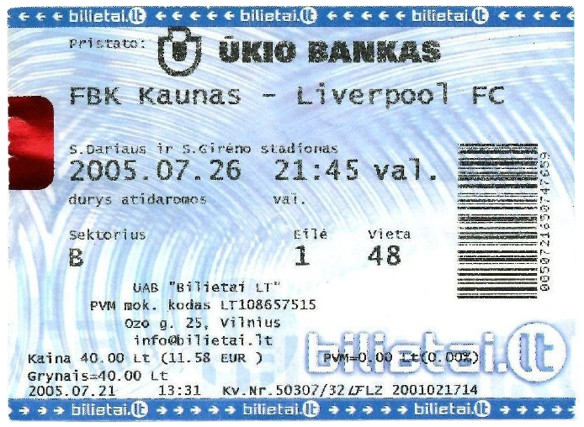 bilietai.lt bilietai.lt bilietai.lt
Pristato: ŪKIO BANKAS
FBK Kaunas - Liverpool FC
S.Dariaus ir S.Girėno stadionas
2005.07.26 21:45 val.
durys atidaromos val.
Sektorius Eilė Vieta
B 1 48
0050721650747659
UAB "Bilietai LT"
PVM mok. kodas LT108657515
Ozo g. 25, Vilnius
info@bilietai.lt
bilietai.lt
Kaina 40.00 Lt (11.58 EUR ) PVM=0.00 Lt(0.00%)
Grynais=40.00 Lt
2005.07.21 13:31 Kv.Nr.50307/32 LF LZ 2001021714
bilietai.lt bilietai.lt bilietai.lt